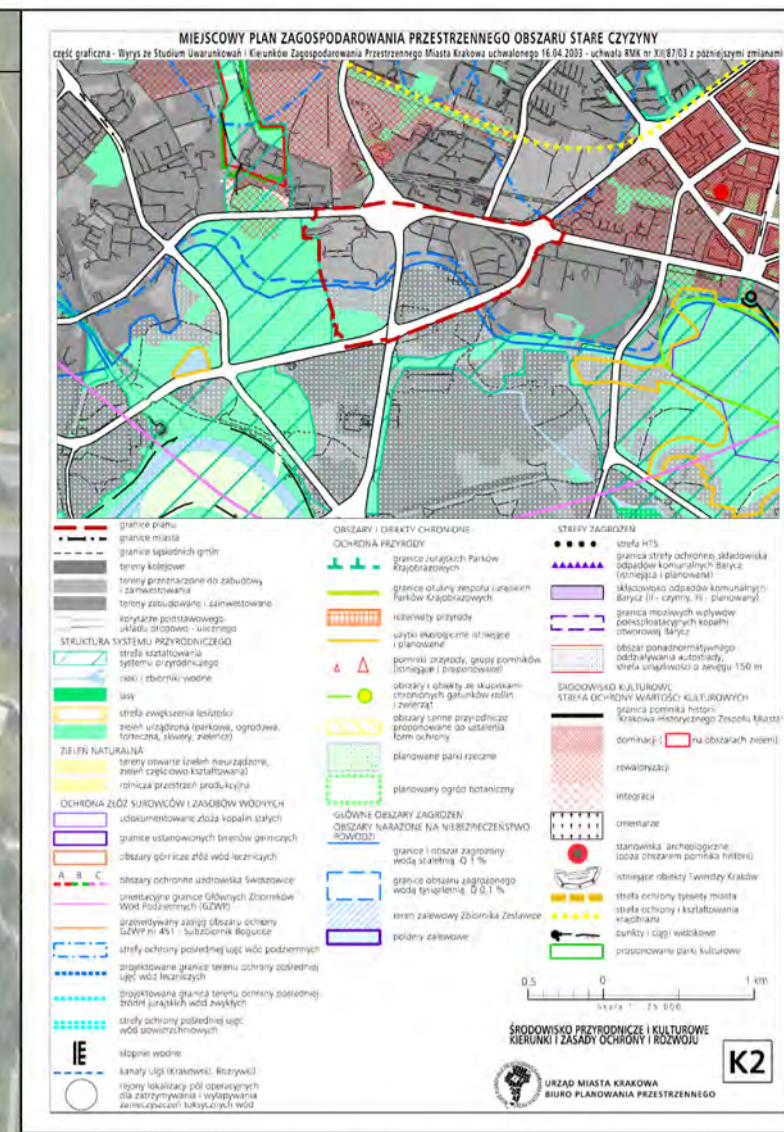 MIEJSCOWY PLAN ZAGOSPODAROWANIA PRZESTRZENNEGO OBSZARU STARE CZYŻYNY
część graficzna - Wyrys ze Studium Uwarunkowań i Kierunków Zagospodarowania Przestrzennego Miasta Krakowa uchwalonego 16.04.2003 - uchwała RMK nr XII/87/03 z późniejszymi zmianami
granice planu
granice miasta
granice sąsiednich gmin
tereny kolejowe
tereny przeznaczone do zabudowy
i zainwestowania
tereny zabudowane i zainwestowane
korytarze podstawowego
układu drogowo - ulicznego
STRUKTURA SYSTEMU PRZYRODNICZEGO
strefa kształtowania
systemu przyrodniczego
cieki i zbiorniki wodne
lasy
strefa zwiększenia lesistości
zieleń urządzona (parkowa, ogrodowa,
forteczna, skwery, zieleńce)
ZIELEŃ NATURALNA
tereny otwarte (zieleń nieurządzona,
zieleń częściowo kształtowana)
rolnicza przestrzeń produkcyjna
OCHRONA ZŁÓŻ SUROWCÓW I ZASOBÓW WODNYCH
udokumentowane złoża kopalin stałych
granice ustanowionych terenów górniczych
obszary górnicze złóż wód leczniczych
A B C
obszary ochronne uzdrowiska Swoszowice
orientacyjne granice Głównych Zbiorników
Wód Podziemnych (GZWP)
przewidywany zasięg obszaru ochrony
GZWP nr 451 - Subzbiornik Bogucice
strefy ochrony pośredniej ujęć wód podziemnych
projektowane granice terenu ochrony pośredniej
ujęć wód leczniczych
projektowana granica terenu ochrony pośredniej
źródeł jurajskich wód zwykłych
strefy ochrony pośredniej ujęć
wód powierzchniowych
stopnie wodne
kanały ulgi (Krakowski, Rozrywki)
rejony lokalizacji pól operacyjnych
dla zatrzymywania i wyłapywania
zanieczyszczeń toksycznych wód
OBSZARY I OBIEKTY CHRONIONE
OCHRONA PRZYRODY
granice Jurajskich Parków
Krajobrazowych
granice otuliny zespołu Jurajskich
Parków Krajobrazowych
rezerwaty przyrody
użytki ekologiczne istniejące
i planowane
pomniki przyrody, grupy pomników
(istniejące i proponowane)
obszary i obiekty ze skupiskami
chronionych gatunków roślin
i zwierząt
obszary cenne przyrodniczo
proponowane do ustalenia
form ochrony
planowane parki rzeczne
planowany ogród botaniczny
GŁÓWNE OBSZARY ZAGROŻEŃ
OBSZARY NARAŻONE NA NIEBEZPIECZEŃSTWO
POWODZI
granice i obszar zagrożony
wodą stuletnią, Q 1 %
granice obszaru zagrożonego
wodą tysiącletnią, Q 0,1 %
teren zalewowy Zbiornika Zesławice
poldery zalewowe
STREFY ZAGROŻEŃ
strefa HTS
granica strefy ochronnej składowiska
odpadów komunalnych Barycz
(istniejąca i planowana)
składowisko odpadów komunalnych
Barycz (II - czynny, III - planowany)
granica możliwych wpływów
poeksploatacyjnych kopalni
otworowej Barycz
obszar ponadnormatywnego
oddziaływania autostrady,
strefa uciążliwości o zasięgu 150 m
ŚRODOWISKO KULTUROWE
STREFA OCHRONY WARTOŚCI KULTUROWYCH
granica pomnika historii
"Krakowa-Historycznego Zespołu Miasta"
dominacji ( na obszarach zieleni)
rewaloryzacji
integracji
cmentarze
stanowiska archeologiczne
(poza obszarem pomnika historii)
istniejące obiekty Twierdzy Kraków
strefa ochrony sylwety miasta
strefa ochrony i kształtowania
krajobrazu
punkty i ciągi widokowe
proponowane parki kulturowe
0.5 0 1 km
Skala 1 : 25 000
ŚRODOWISKO PRZYRODNICZE I KULTUROWE
KIERUNKI I ZASADY OCHRONY I ROZWOJU
K2
URZĄD MIASTA KRAKOWA
BIURO PLANOWANIA PRZESTRZENNEGO